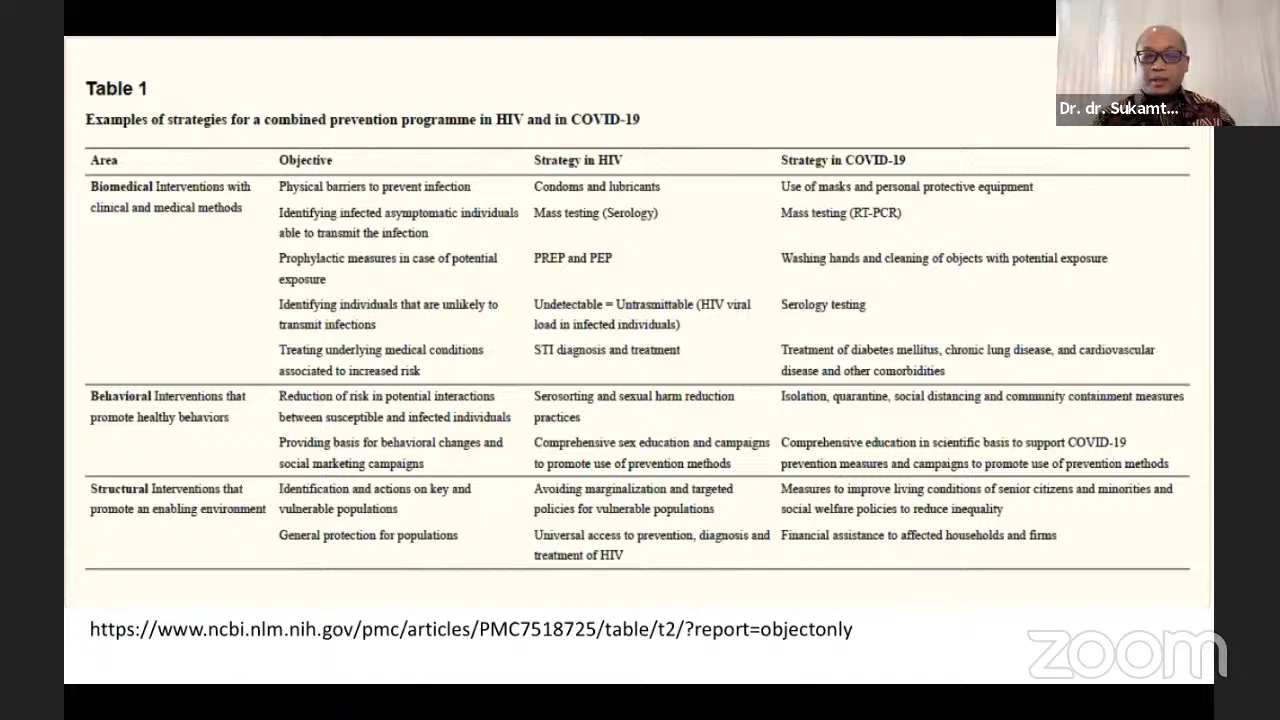 Table 1
Examples of strategies for a combined prevention programme in HIV and in COVID-19
Area Objective Strategy in HIV Strategy in COVID-19
Biomedical Interventions with Physical barriers to prevent infection Condoms and lubricants Use of masks and personal protective equipment
clinical and medical methods
Identifying infected asymptomatic individuals Mass testing (Serology) Mass testing (RT-PCR)
able to transmit the infection
Prophylactic measures in case of potential PREP and PEP Washing hands and cleaning of objects with potential exposure
exposure
Identifying individuals that are unlikely to Undetectable = Untrasmittable (HIV viral Serology testing
transmit infections load in infected individuals)
Treating underlying medical conditions STI diagnosis and treatment Treatment of diabetes mellitus, chronic lung disease, and cardiovascular
associated to increased risk disease and other comorbidities
Behavioral Interventions that Reduction of risk in potential interactions Serosorting and sexual harm reduction Isolation, quarantine, social distancing and community containment measures
promote healthy behaviors between susceptible and infected individuals practices
Providing basis for behavioral changes and Comprehensive sex education and campaigns Comprehensive education in scientific basis to support COVID-19
social marketing campaigns to promote use of prevention methods prevention measures and campaigns to promote use of prevention methods
Structural Interventions that Identification and actions on key and Avoiding marginalization and targeted Measures to improve living conditions of senior citizens and minorities and
promote an enabling environment vulnerable populations policies for vulnerable populations social welfare policies to reduce inequality
General protection for populations Universal access to prevention, diagnosis and Financial assistance to affected households and firms
treatment of HIV
https://www.ncbi.nlm.nih.gov/pmc/articles/PMC7518725/table/t2/?report=objectonly
Dr. dr. Sukamt...
zoom